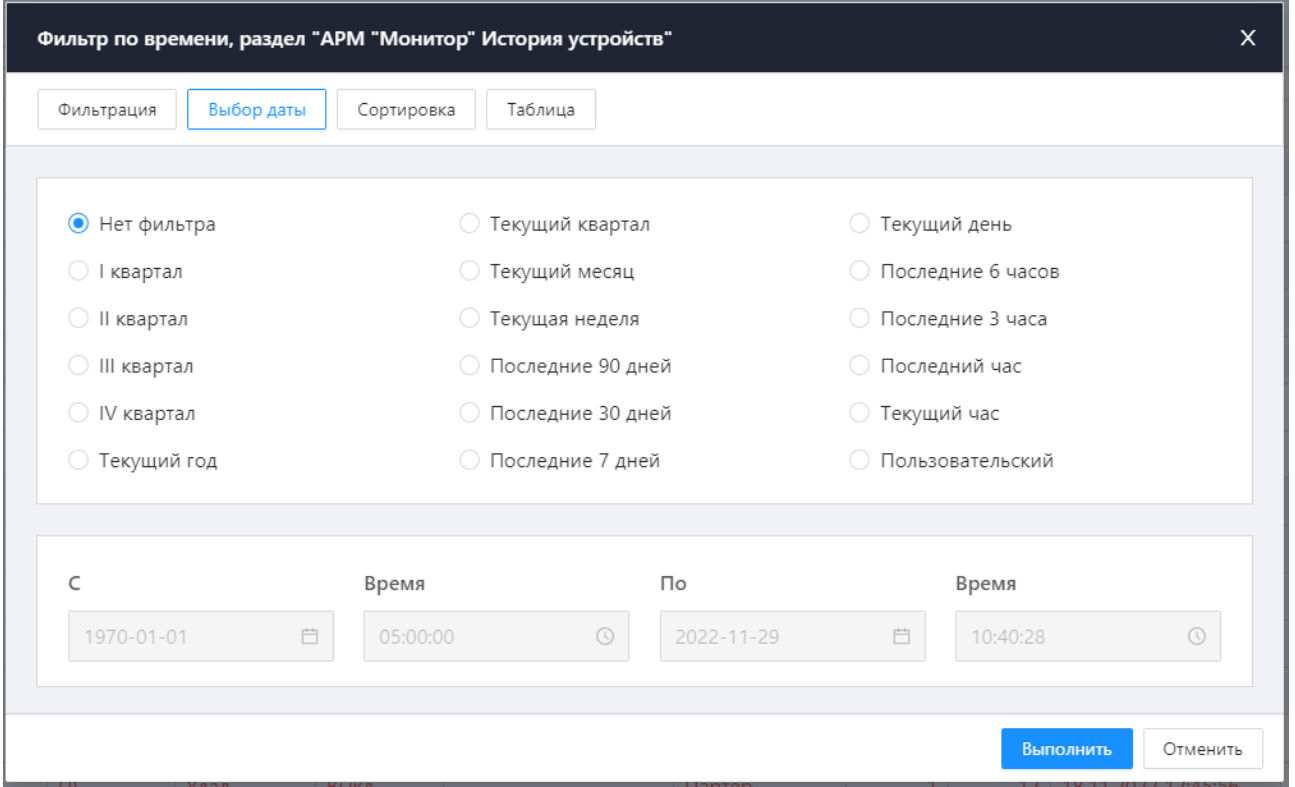 Фильтр по времени, раздел "АРМ "Монитор" История устройств" X
Фильтрация Выбор даты Сортировка Таблица
Нет фильтра Текущий квартал Текущий день
I квартал Текущий месяц Последние 6 часов
II квартал Текущая неделя Последние 3 часа
III квартал Последние 90 дней Последний час
IV квартал Последние 30 дней Текущий час
Текущий год Последние 7 дней Пользовательский
С Время По Время
1970-01-01 05:00:00 2022-11-29 10:40:28
Выполнить Отменить